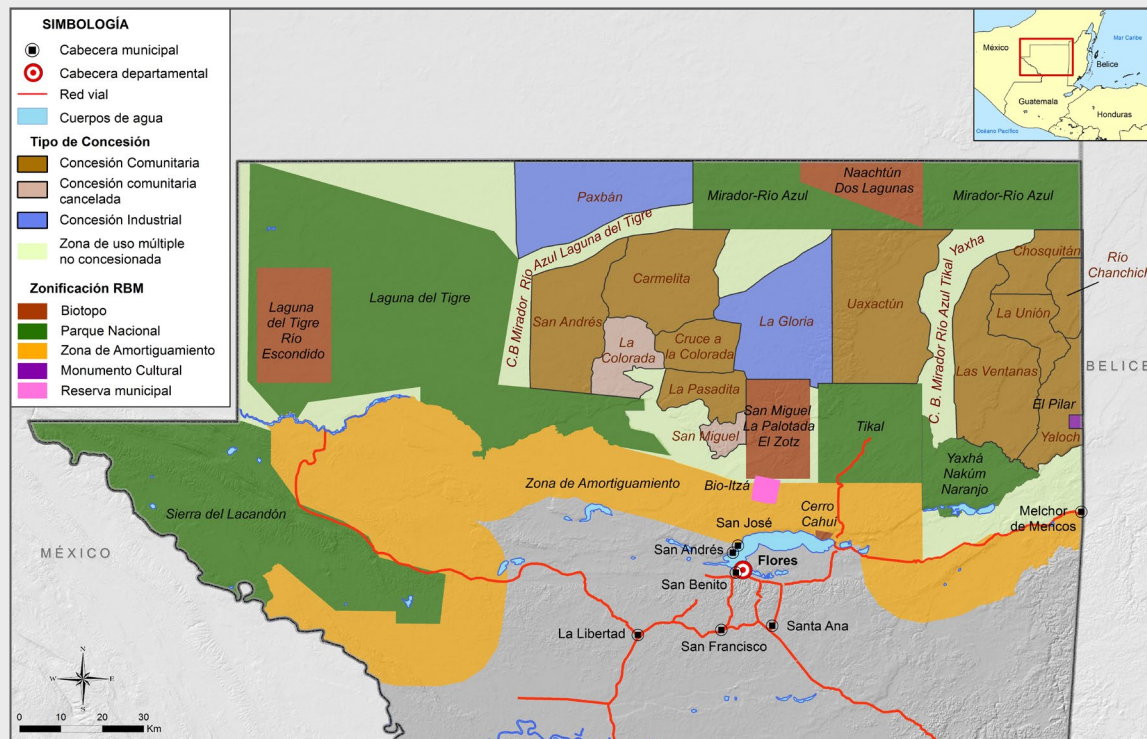 SIMBOLOGÍA
Cabecera municipal
Cabecera departamental
Red vial
Cuerpos de agua
Tipo de Concesión
Concesión Comunitaria
Concesión comunitaria
cancelada
Concesión Industrial
Zona de uso múltiple
no concesionada
Zonificación RBM
Biotopo
Parque Nacional
Zona de Amortiguamiento
Monumento Cultural
Reserva municipal
México
Mar Caribe
Belice
Guatemala
Honduras
Océano Pacífico
Paxbán
Mirador-Río Azul
Naachtún
Dos Lagunas
Mirador-Río Azul
C.B Mirador Río Azul Laguna del Tigre
Laguna del Tigre
Laguna
del Tigre
Río
Escondido
San Andrés
Carmelita
La
Colorada
Cruce a
la Colorada
La Pasadita
San Miguel
La Gloria
San Miguel
La Palotada
El Zotz
Uaxactún
Tikal
C. B. Mirador Río Azul Tikal Yaxha
Chosquitán
Río
Chanchich
La Unión
Las Ventanas
El Pilar
Yaloch
Yaxhá
Nakúm
Naranjo
BELICE
Melchor
de Mencos
Zona de Amortiguamiento
Bio-Itzá
Cerro
Cahuí
Sierra del Lacandón
MÉXICO
San José
San Andrés
Flores
San Benito
La Libertad
San Francisco
Santa Ana
N
W
E
S
0 10 20 30
Km